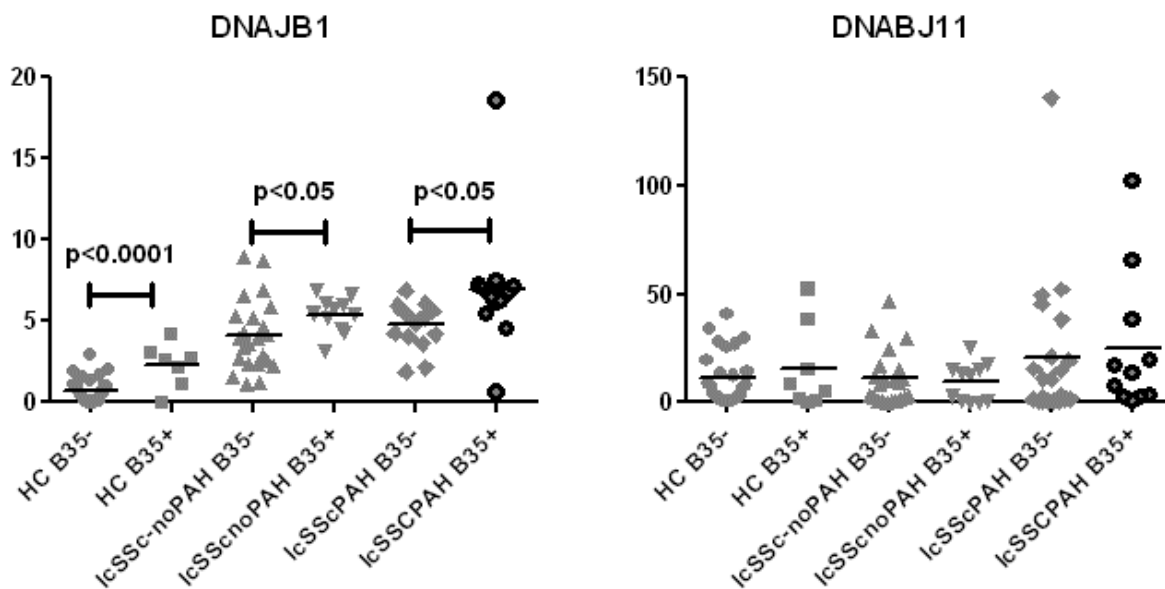 DNAJB1
20
15
10
5
0
p<0.0001
p<0.05
p<0.05
HC B35-
HC B35+
lcSSc-noPAH B35-
lcSScnoPAH B35+
lcSScPAH B35-
lcSSCPAH B35+
DNABJ11
150
100
50
0
HC B35-
HC B35+
lcSSc-noPAH B35-
lcSScnoPAH B35+
lcSScPAH B35-
lcSSCPAH B35+